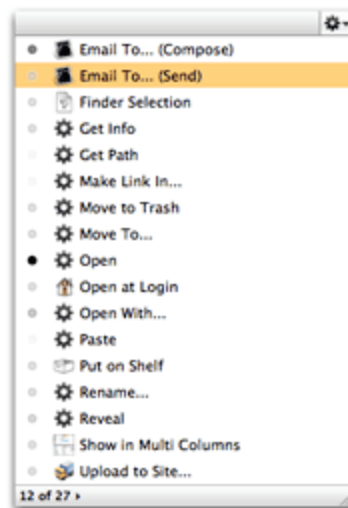 Email To... (Compose)
Email To... (Send)
Finder Selection
Get Info
Get Path
Make Link In...
Move to Trash
Move To...
Open
Open at Login
Open With...
Paste
Put on Shelf
Rename...
Reveal
Show in Multi Columns
Upload to Site...
12 of 27